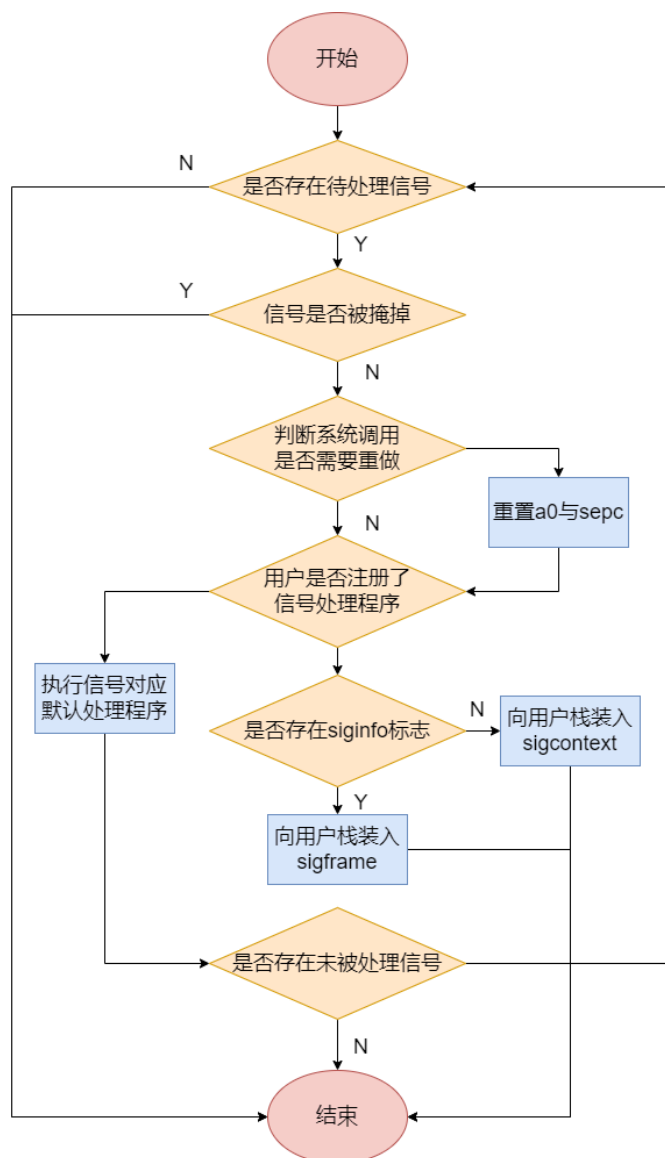 开始
N
是否存在待处理信号
Y
Y
信号是否被掩掉
N
判断系统调用
是否需要重做
重置a0与sepc
N
用户是否注册了
信号处理程序
执行信号对应
默认处理程序
是否存在siginfo标志
N
向用户栈装入
sigcontext
Y
向用户栈装入
sigframe
是否存在未被处理信号
N
结束